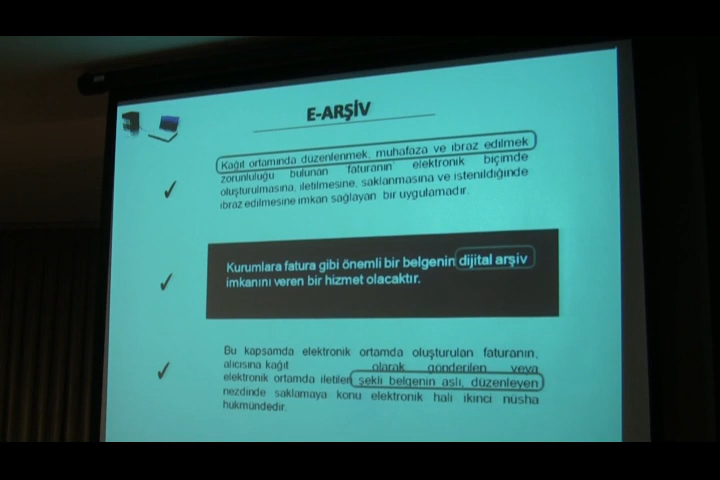 E-ARŞİV
Kağıt ortamında düzenlenmek, muhafaza ve ibraz edilmek
zorunluluğu bulunan faturanın elektronik biçimde
oluşturulmasına, iletilmesine, saklanmasına ve istenildiğinde
ibraz edilmesine imkan sağlayan bir uygulamadır.
Kurumlara fatura gibi önemli bir belgenin dijital arşiv
imkanını veren bir hizmet olacaktır.
Bu kapsamda elektronik ortamda oluşturulan faturanın,
alıcısına kağıt olarak gönderilen veya
elektronik ortamda iletilen şekli belgenin aslı, düzenleyen
nezdinde saklamaya konu elektronik hali ikinci nüsha
hükmündedir.